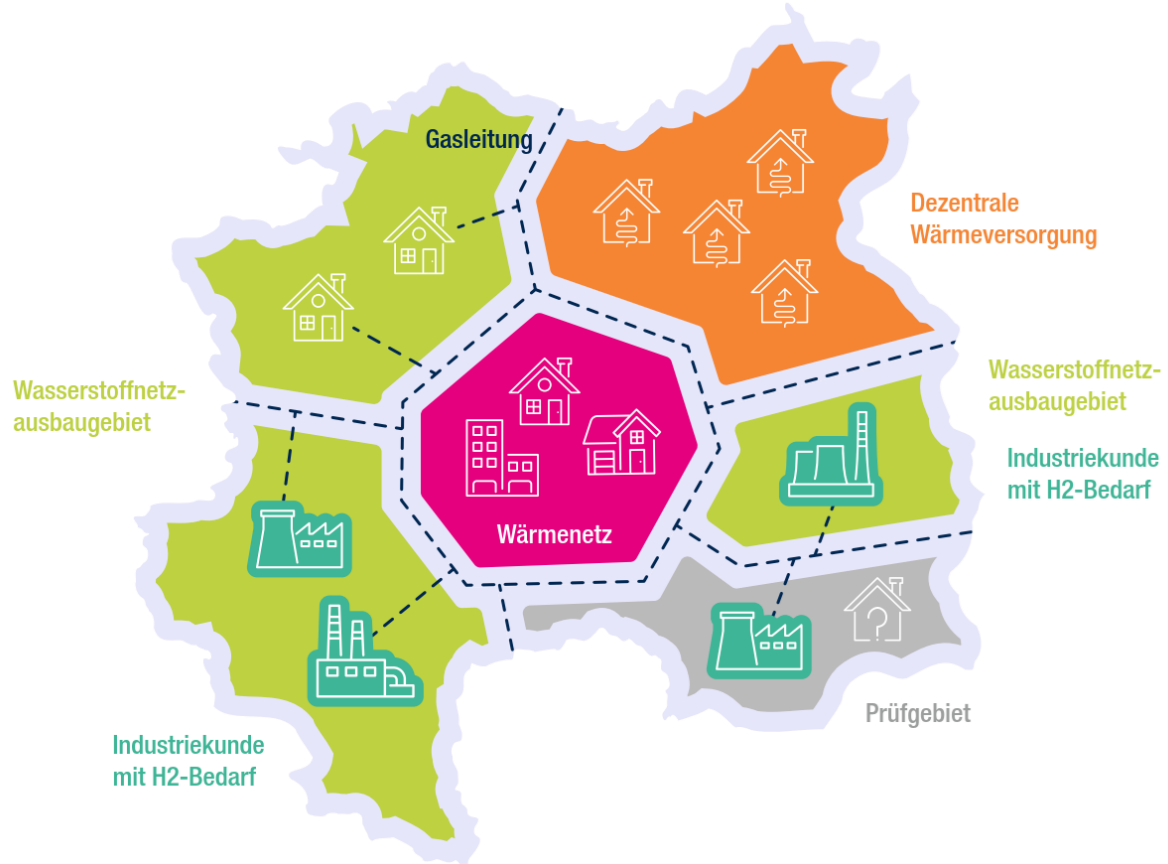 Gasleitung
Dezentrale
Wärmeversorgung
Wasserstoffnetz-
ausbaugebiet
Wasserstoffnetz-
ausbaugebiet
Industriekunde
mit H2-Bedarf
Wärmenetz
?
Prüfgebiet
Industriekunde
mit H2-Bedarf